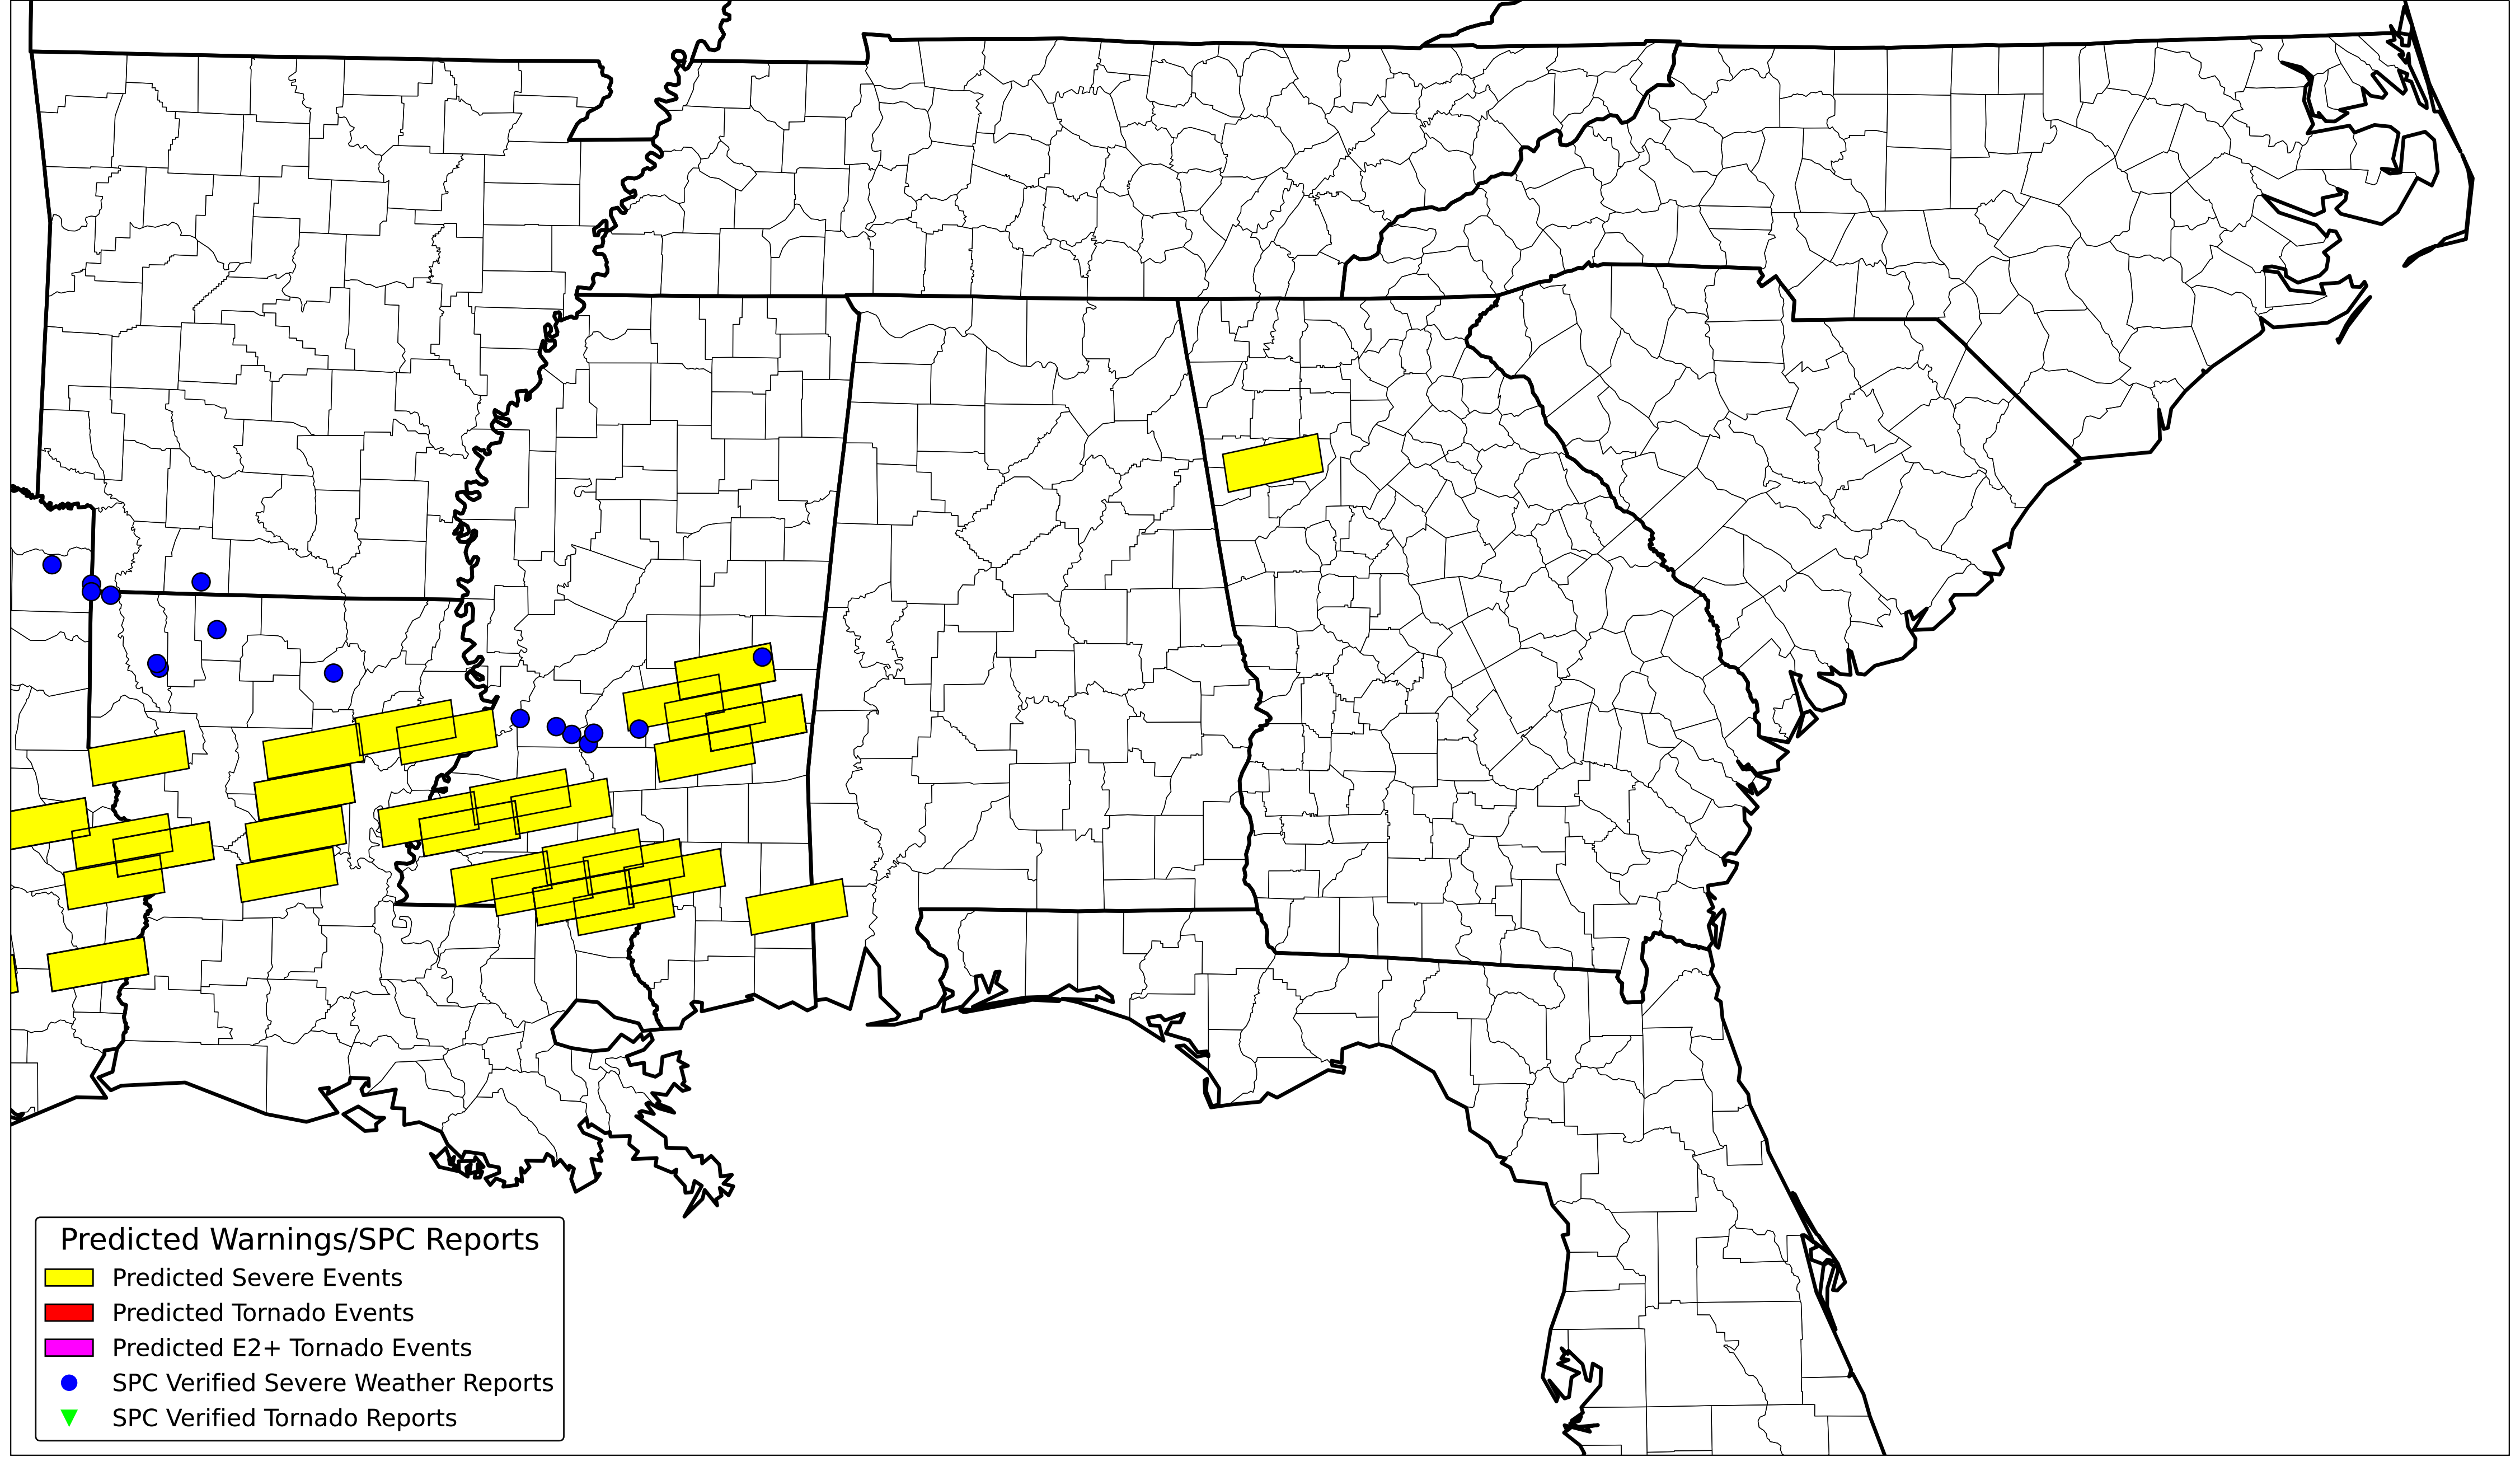 Predicted Warnings/SPC Reports
Predicted Severe Events
Predicted Tornado Events
Predicted E2+ Tornado Events
SPC Verified Severe Weather Reports
SPC Verified Tornado Reports